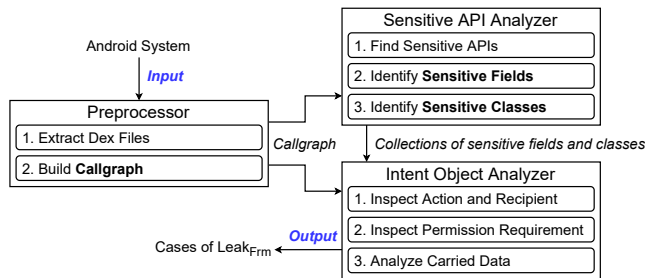 Android System
Input
Preprocessor
1. Extract Dex Files
2. Build Callgraph
Callgraph
Sensitive API Analyzer
1. Find Sensitive APIs
2. Identify Sensitive Fields
3. Identify Sensitive Classes
Collections of sensitive fields and classes
Intent Object Analyzer
1. Inspect Action and Recipient
2. Inspect Permission Requirement
3. Analyze Carried Data
Output
Cases of LeakFrm